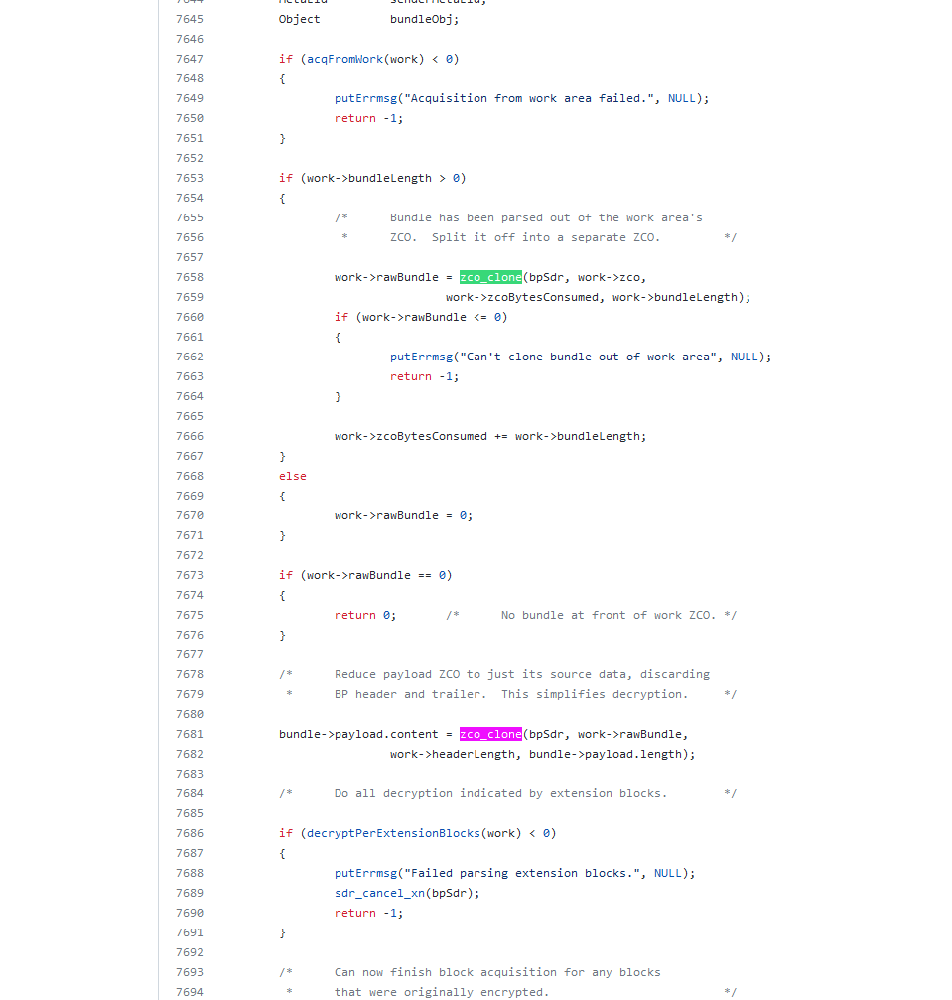 7644 MetaEid senderMetaEid;
7645 Object bundleObj;
7646
7647 if (acqFromWork(work) < 0)
7648 {
7649 putErrmsg("Acquisition from work area failed.", NULL);
7650 return -1;
7651 }
7652
7653 if (work->bundleLength > 0)
7654 {
7655 /* Bundle has been parsed out of the work area's
7656 * ZCO. Split it off into a separate ZCO. */
7657
7658 work->rawBundle = zco_clone(bpSdr, work->zco,
7659 work->zcoBytesConsumed, work->bundleLength);
7660 if (work->rawBundle <= 0)
7661 {
7662 putErrmsg("Can't clone bundle out of work area", NULL);
7663 return -1;
7664 }
7665
7666 work->zcoBytesConsumed += work->bundleLength;
7667 }
7668 else
7669 {
7670 work->rawBundle = 0;
7671 }
7672
7673 if (work->rawBundle == 0)
7674 {
7675 return 0; /* No bundle at front of work ZCO. */
7676 }
7677
7678 /* Reduce payload ZCO to just its source data, discarding
7679 * BP header and trailer. This simplifies decryption. */
7680
7681 bundle->payload.content = zco_clone(bpSdr, work->rawBundle,
7682 work->headerLength, bundle->payload.length);
7683
7684 /* Do all decryption indicated by extension blocks. */
7685
7686 if (decryptPerExtensionBlocks(work) < 0)
7687 {
7688 putErrmsg("Failed parsing extension blocks.", NULL);
7689 sdr_cancel_xn(bpSdr);
7690 return -1;
7691 }
7692
7693 /* Can now finish block acquisition for any blocks
7694 * that were originally encrypted. */